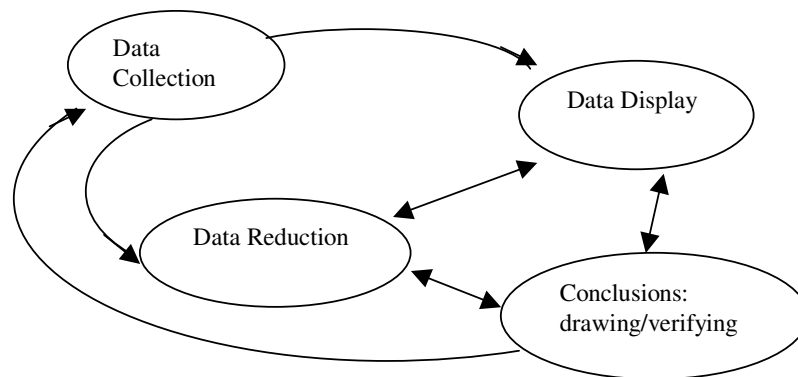 Data
Collection
Data Display
Data Reduction
Conclusions:
drawing/verifying